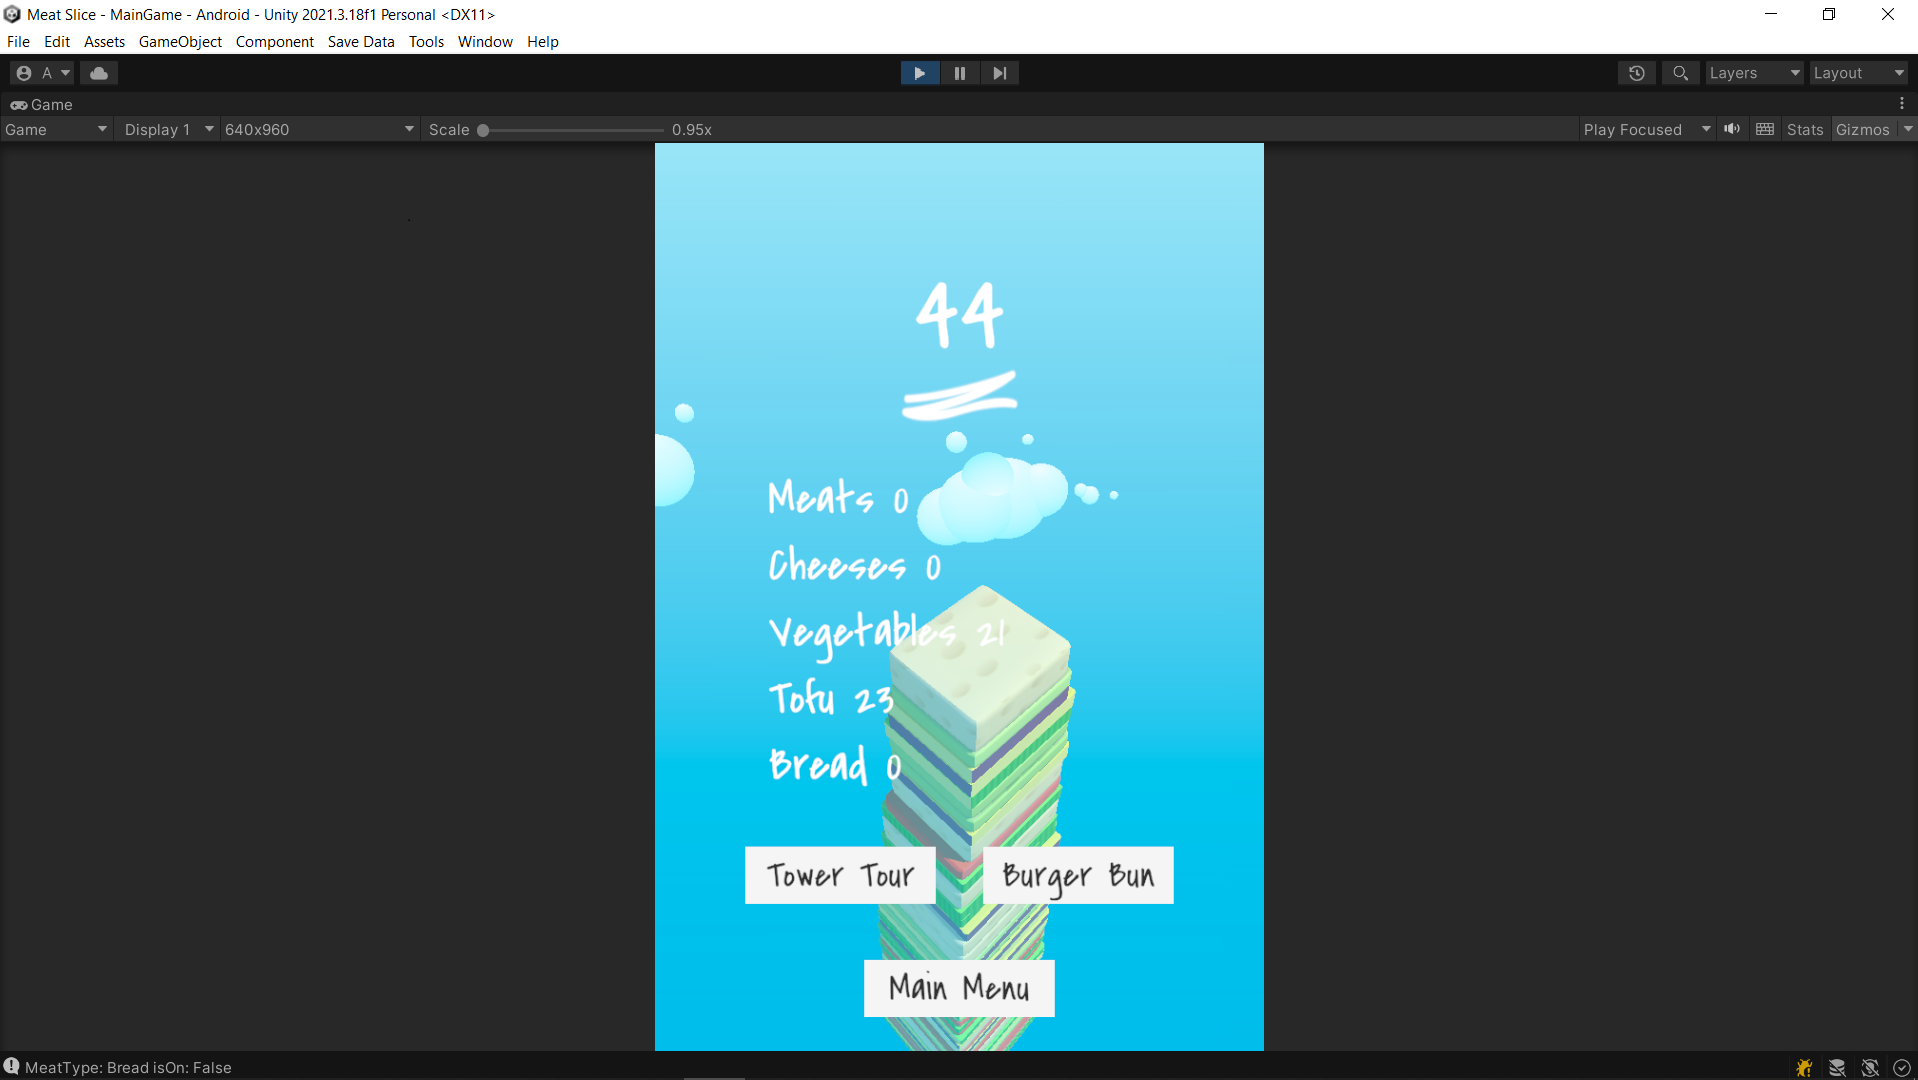 Meat Slice - MainGame - Android - Unity 2021.3.18f1 Personal <DX11>
File Edit Assets GameObject Component Save Data Tools Window Help
A Layers Layout
Game
Game Display 1 640x960 Scale 0.95x Play Focused Stats Gizmos
44
Meats 0
Cheeses 0
Vegetables 21
Tofu 23
Bread 0
Tower Tour Burger Bun
Main Menu
MeatType: Bread isOn: False